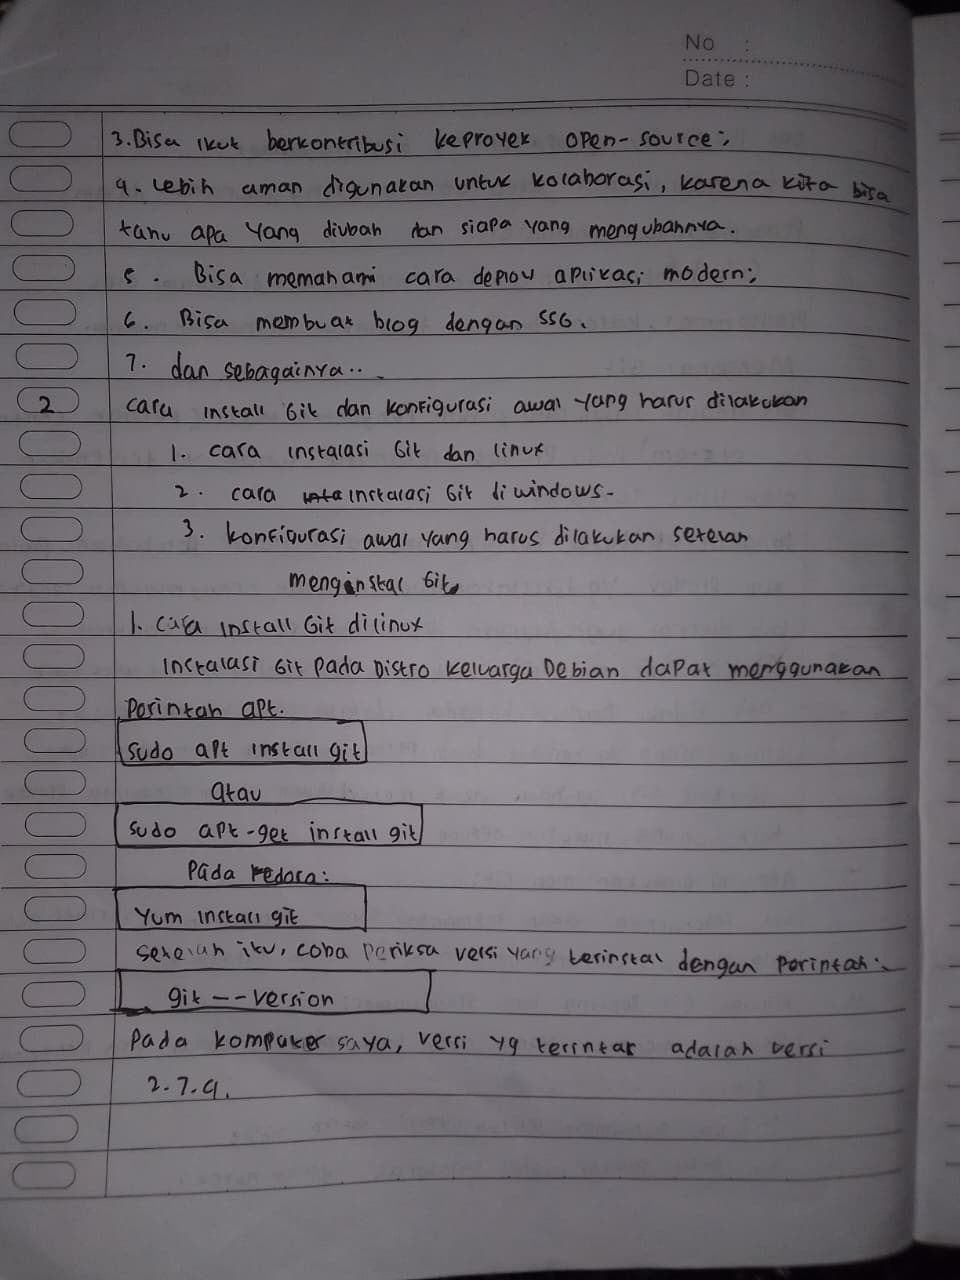 No :
Date :
3. Bisa ikut berkontribusi keproyek open-source;
4. Lebih aman digunakan untuk kolaborasi, karena kita bisa
tahu apa yang diubah dan siapa yang mengubahnya.
5. Bisa memahami cara deploy aplikasi modern;
6. Bisa membuat blog dengan SSG.
7. dan sebagainya...
2 cara install Git dan konfigurasi awal yang harus dilakukan
1. cara instalasi Git dan linux
2. cara instalasi Git di windows.
3. konfigurasi awal yang harus dilakukan setelah
menginstal Git
1. cara install Git dilinux
Instalasi Git pada Distro keluarga Debian dapat menggunakan
Perintah apt.
sudo apt install git
atau
sudo apt-get install git
Pada Fedora:
Yum install git
setelah itu, coba periksa versi yang terinstal dengan Perintah:
git --version
Pada komputer saya, versi yg terintal adalah versi
2.7.4.